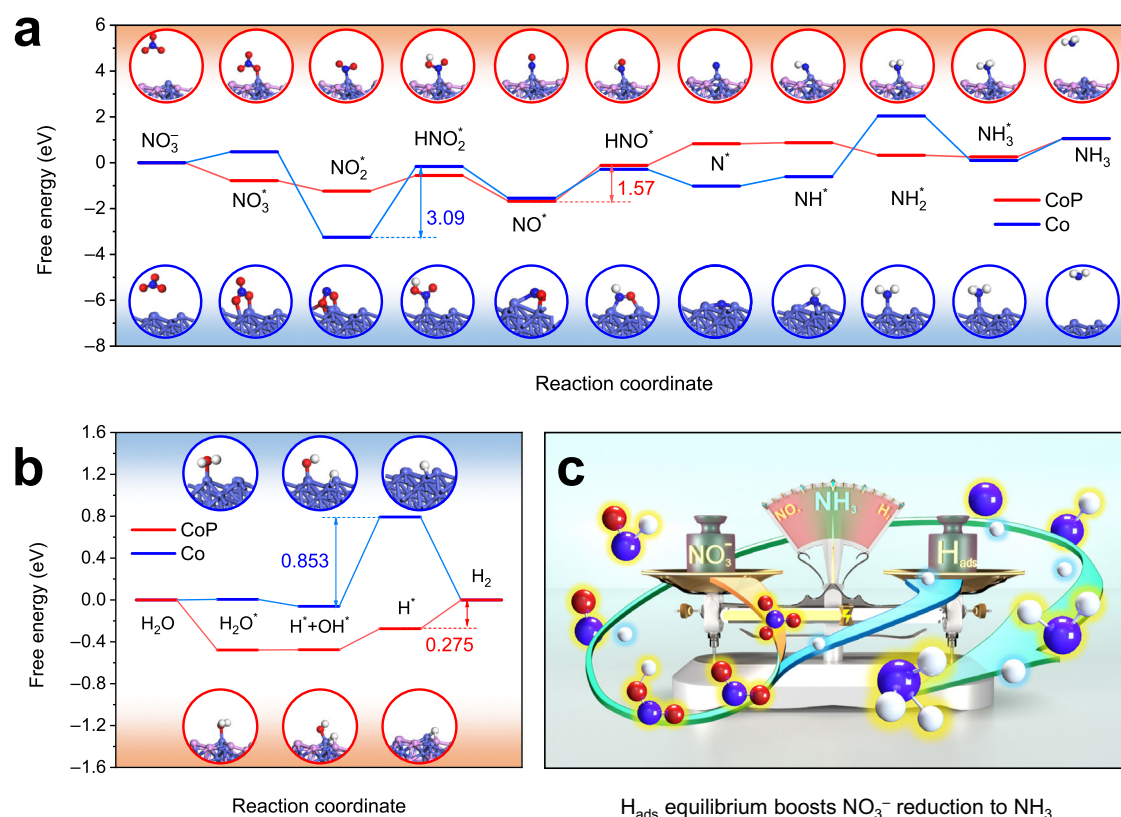 a
6
4
2
0
−2
−4
−6
−8
Free energy (eV)
NO₃⁻
NO₃*
NO₂*
HNO₂*
NO*
HNO*
N*
NH*
NH₂*
NH₃*
NH₃
3.09
1.57
CoP
Co
Reaction coordinate
b
1.6
1.2
0.8
0.4
0.0
−0.4
−0.8
−1.2
−1.6
Free energy (eV)
CoP
Co
0.853
H₂O
H₂O*
H*+OH*
H*
H₂
0.275
Reaction coordinate
c
NH₃
H
NO₃⁻
H_ads
H_ads equilibrium boosts NO₃⁻ reduction to NH₃